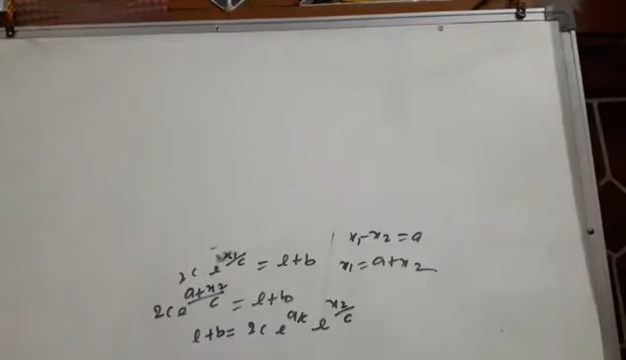 x₁-x₂ = a
2c e^(x₁/c) = l+b
x₁ = a+x₂
2c e^((a+x₂)/c) = l+b
l+b = 2c e^(a/c) e^(x₂/c)